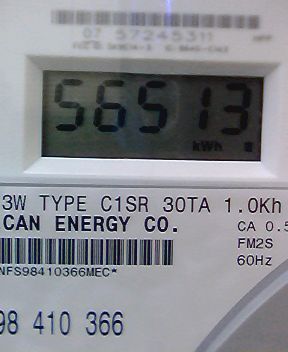 07 57245311
56513
kWh
3W TYPE C1SR 30TA 1.0Kh
CAN ENERGY CO.
CA 0.5
FM2S
60Hz
NFS98410366MEC*
98 410 366